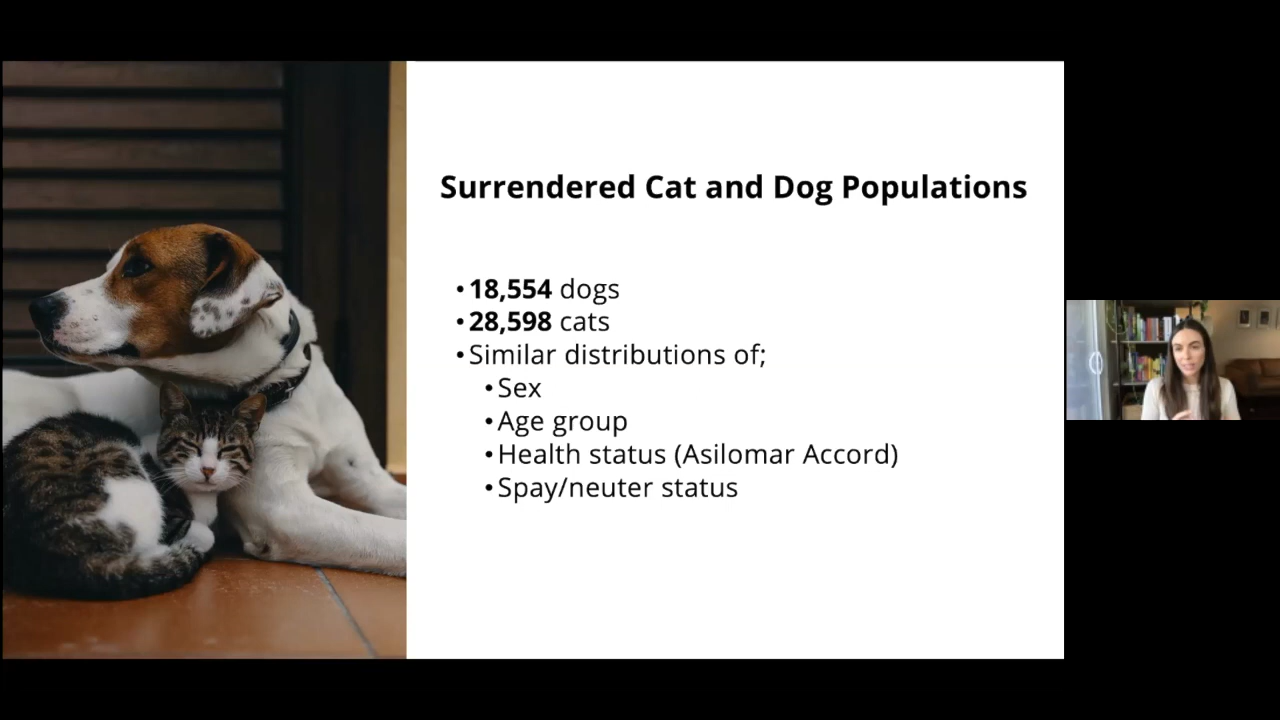 Surrendered Cat and Dog Populations
•18,554 dogs
•28,598 cats
•Similar distributions of;
•Sex
•Age group
•Health status (Asilomar Accord)
•Spay/neuter status